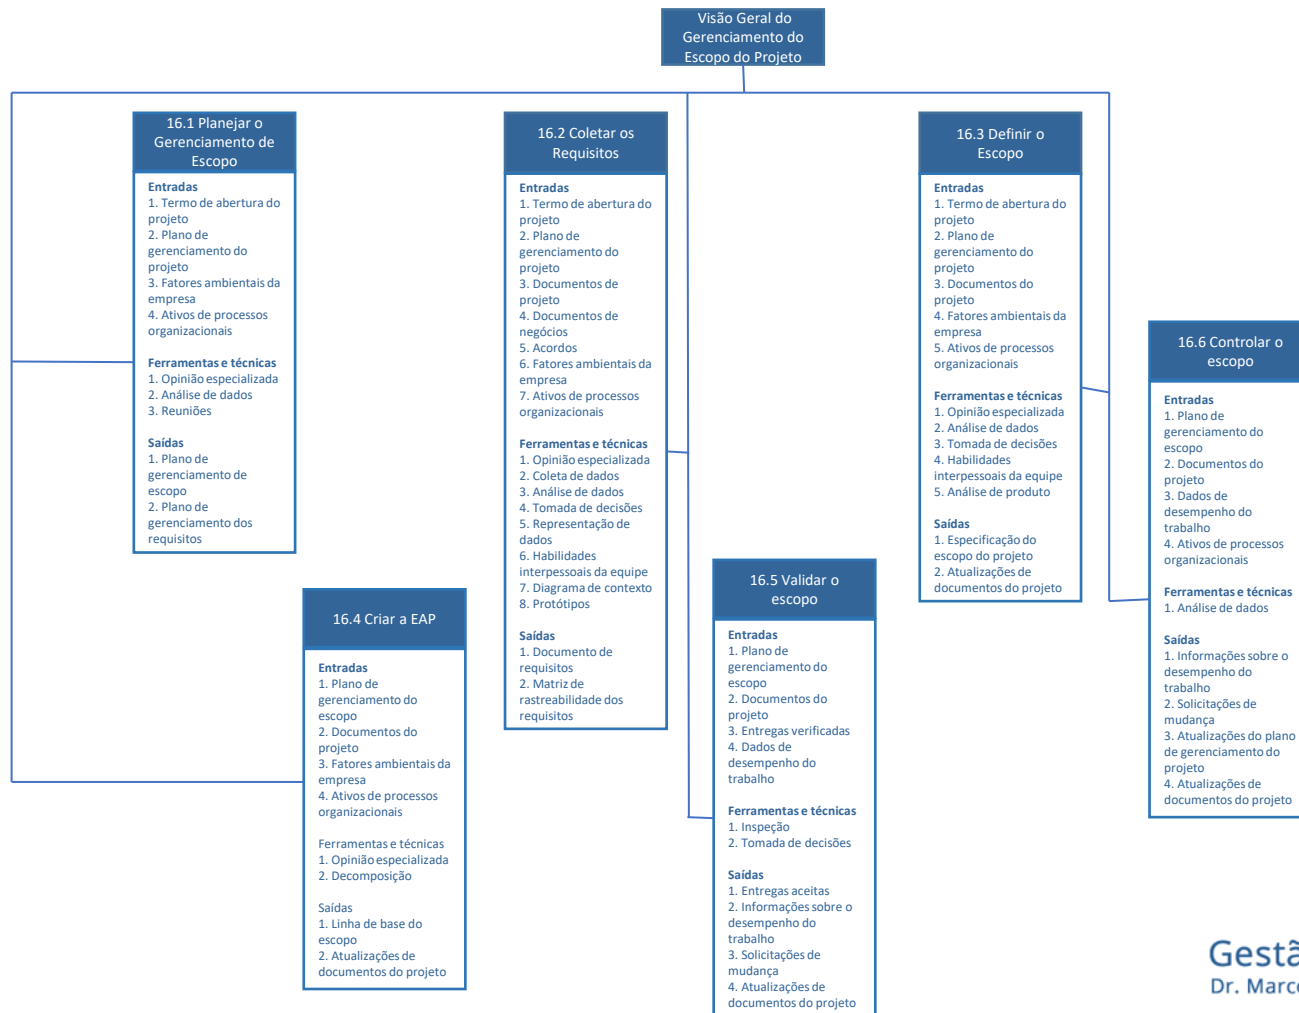 Visão Geral do
Gerenciamento do
Escopo do Projeto
16.1 Planejar o
Gerenciamento de
Escopo
Entradas
1. Termo de abertura do
projeto
2. Plano de
gerenciamento do
projeto
3. Fatores ambientais da
empresa
4. Ativos de processos
organizacionais
Ferramentas e técnicas
1. Opinião especializada
2. Análise de dados
3. Reuniões
Saídas
1. Plano de
gerenciamento de
escopo
2. Plano de
gerenciamento dos
requisitos
16.2 Coletar os
Requisitos
Entradas
1. Termo de abertura do
projeto
2. Plano de
gerenciamento do
projeto
3. Documentos de
projeto
4. Documentos de
negócios
5. Acordos
6. Fatores ambientais da
empresa
7. Ativos de processos
organizacionais
Ferramentas e técnicas
1. Opinião especializada
2. Coleta de dados
3. Análise de dados
4. Tomada de decisões
5. Representação de
dados
6. Habilidades
interpessoais da equipe
7. Diagrama de contexto
8. Protótipos
Saídas
1. Documento de
requisitos
2. Matriz de
rastreabilidade dos
requisitos
16.3 Definir o
Escopo
Entradas
1. Termo de abertura do
projeto
2. Plano de
gerenciamento do
projeto
3. Documentos do
projeto
4. Fatores ambientais da
empresa
5. Ativos de processos
organizacionais
Ferramentas e técnicas
1. Opinião especializada
2. Análise de dados
3. Tomada de decisões
4. Habilidades
interpessoais da equipe
5. Análise de produto
Saídas
1. Especificação do
escopo do projeto
2. Atualizações de
documentos do projeto
16.4 Criar a EAP
Entradas
1. Plano de
gerenciamento do
escopo
2. Documentos do
projeto
3. Fatores ambientais da
empresa
4. Ativos de processos
organizacionais
Ferramentas e técnicas
1. Opinião especializada
2. Decomposição
Saídas
1. Linha de base do
escopo
2. Atualizações de
documentos do projeto
16.5 Validar o
escopo
Entradas
1. Plano de
gerenciamento do
escopo
2. Documentos do
projeto
3. Entregas verificadas
4. Dados de
desempenho do
trabalho
Ferramentas e técnicas
1. Inspeção
2. Tomada de decisões
Saídas
1. Entregas aceitas
2. Informações sobre o
desempenho do
trabalho
3. Solicitações de
mudança
4. Atualizações de
documentos do projeto
16.6 Controlar o
escopo
Entradas
1. Plano de
gerenciamento do
escopo
2. Documentos do
projeto
3. Dados de
desempenho do
trabalho
4. Ativos de processos
organizacionais
Ferramentas e técnicas
1. Análise de dados
Saídas
1. Informações sobre o
desempenho do
trabalho
2. Solicitações de
mudança
3. Atualizações do plano
de gerenciamento do
projeto
4. Atualizações de
documentos do projeto
Gestã
Dr. Marc